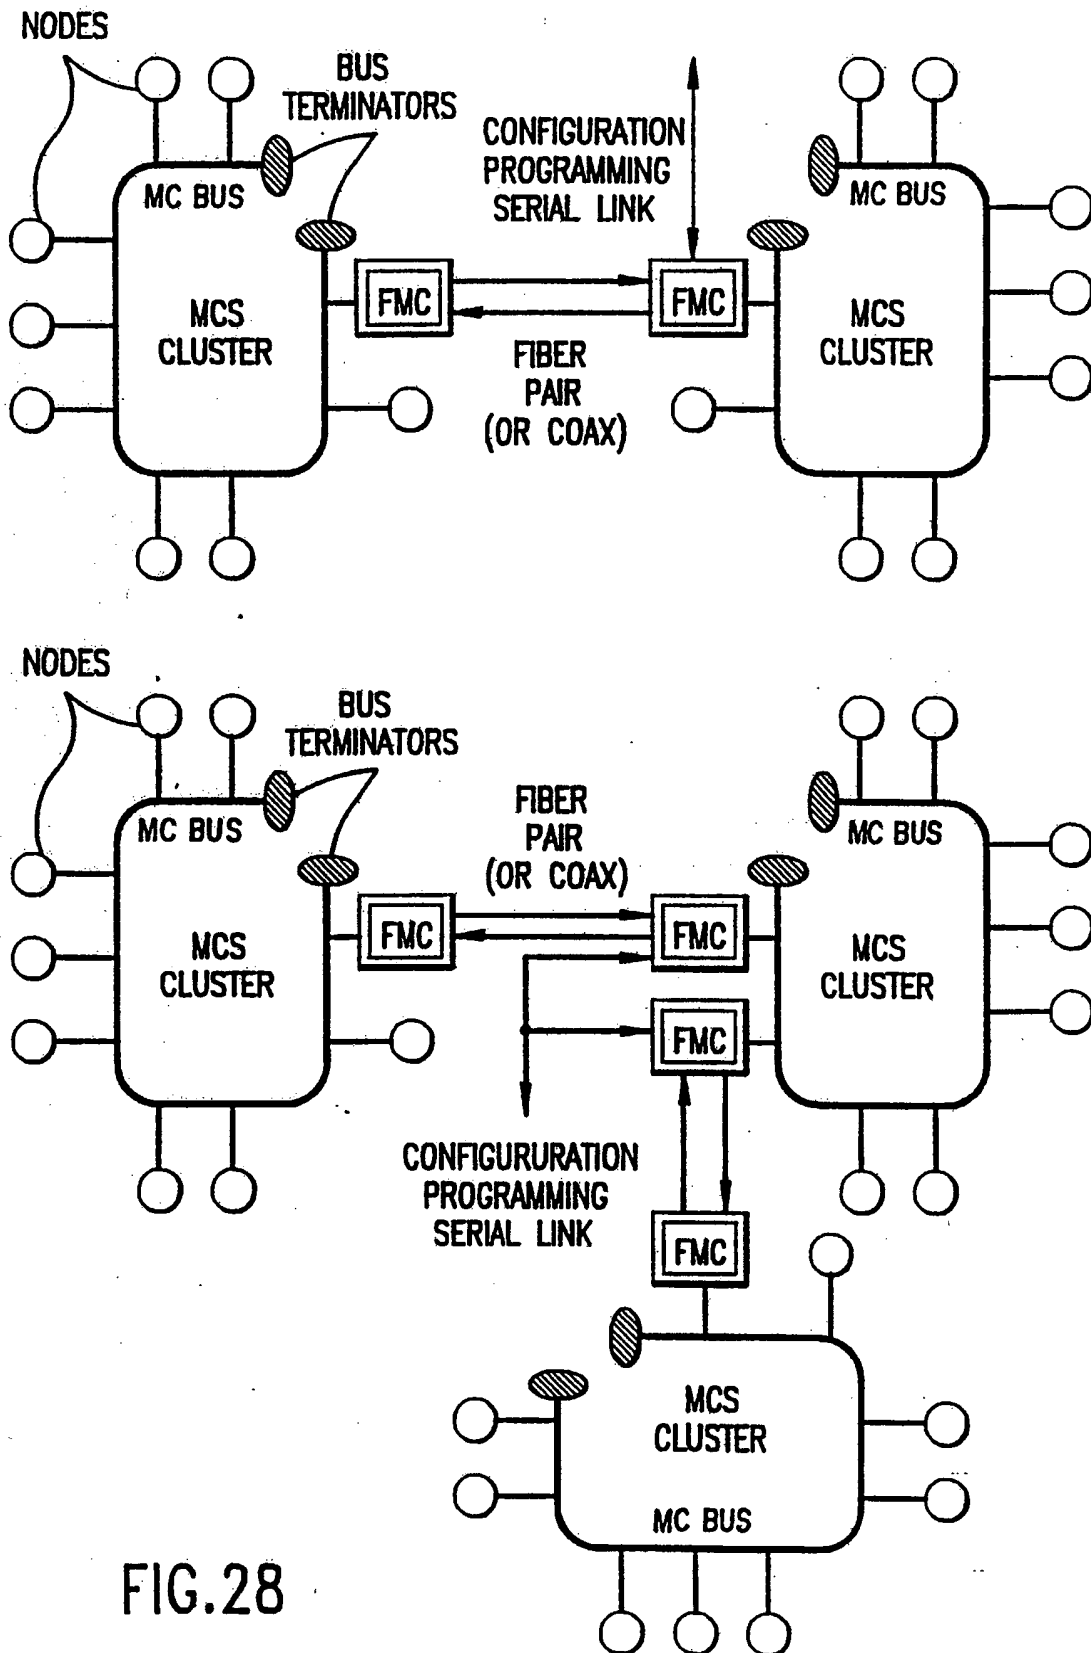 NODES
BUS
TERMINATORS
CONFIGURATION
PROGRAMMING
SERIAL LINK
MC BUS
MC BUS
FMC
FMC
MCS
CLUSTER
MCS
CLUSTER
FIBER
PAIR
(OR COAX)
NODES
BUS
TERMINATORS
FIBER
PAIR
(OR COAX)
MC BUS
MC BUS
FMC
FMC
MCS
CLUSTER
MCS
CLUSTER
FMC
CONFIGURURATION
PROGRAMMING
SERIAL LINK
FMC
MCS
CLUSTER
MC BUS
FIG.28